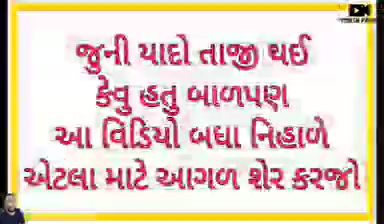 જુની યાદો તાજી થઈ
કેવુ હતુ બાળપણ
આ વિડિયો બધા નિહાળે
એટલા માટે આગળ શેર કરજો